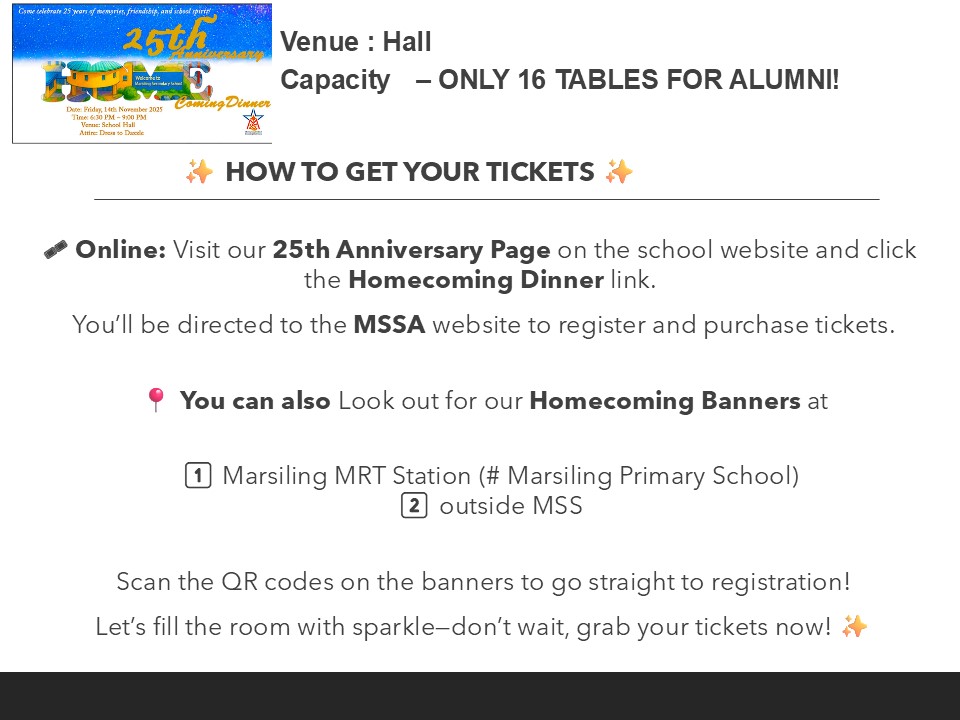 Come celebrate 25 years of memories, friendship, and school spirit!
25th
Anniversary
HOME
Welcome to
Marsiling Secondary School
ComingDinner
Date: Friday, 14th November 2025
Time: 6:30 PM – 9:00 PM
Venue: School Hall
Attire: Dress to Dazzle
Venue : Hall
Capacity – ONLY 16 TABLES FOR ALUMNI!
✨ HOW TO GET YOUR TICKETS ✨
Online: Visit our 25th Anniversary Page on the school website and click
the Homecoming Dinner link.
You’ll be directed to the MSSA website to register and purchase tickets.
📍 You can also Look out for our Homecoming Banners at
1️⃣ Marsiling MRT Station (# Marsiling Primary School)
2️⃣ outside MSS
Scan the QR codes on the banners to go straight to registration!
Let’s fill the room with sparkle—don’t wait, grab your tickets now! ✨